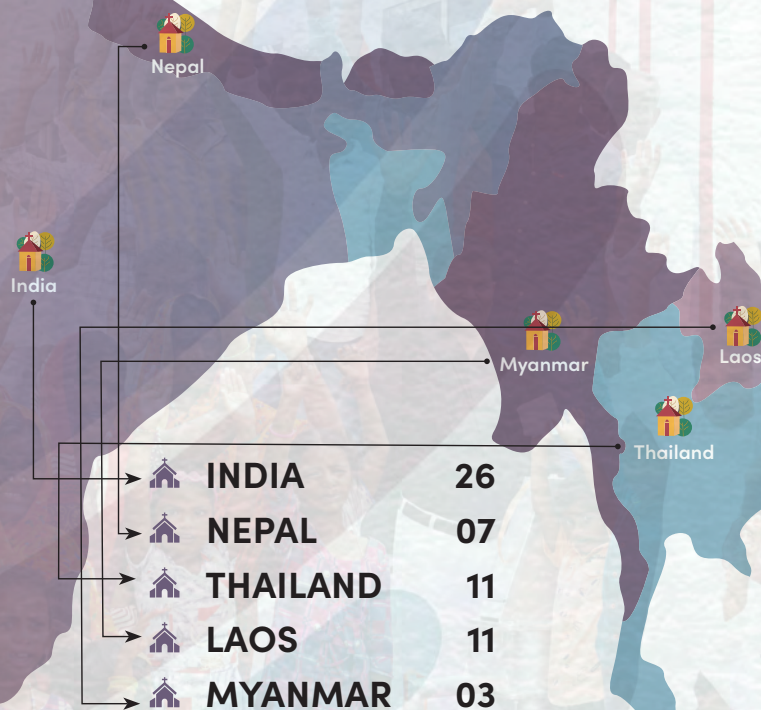 Nepal
India
Myanmar
Laos
Thailand
INDIA 26
NEPAL 07
THAILAND 11
LAOS 11
MYANMAR 03